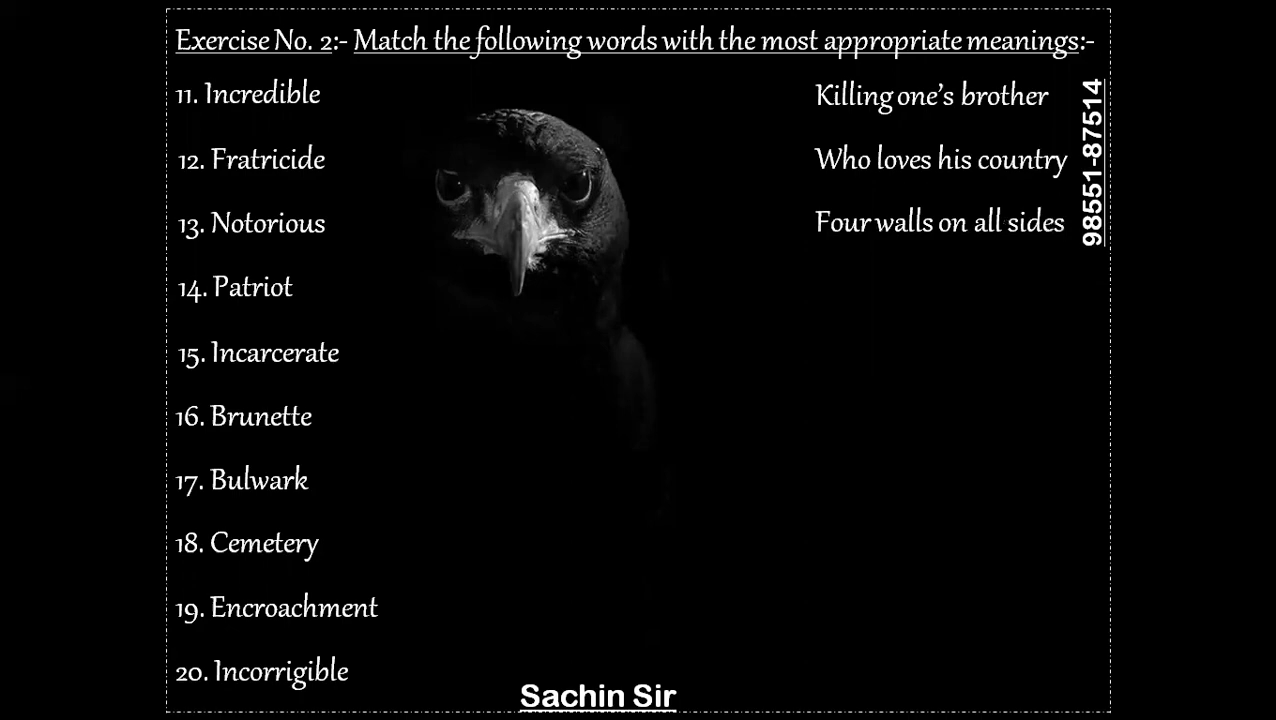 Exercise No. 2:- Match the following words with the most appropriate meanings:-
11. Incredible
Killing one's brother
12. Fratricide
Who loves his country
13. Notorious
Four walls on all sides
14. Patriot
15. Incarcerate
16. Brunette
17. Bulwark
18. Cemetery
19. Encroachment
20. Incorrigible
98551-87514
Sachin Sir